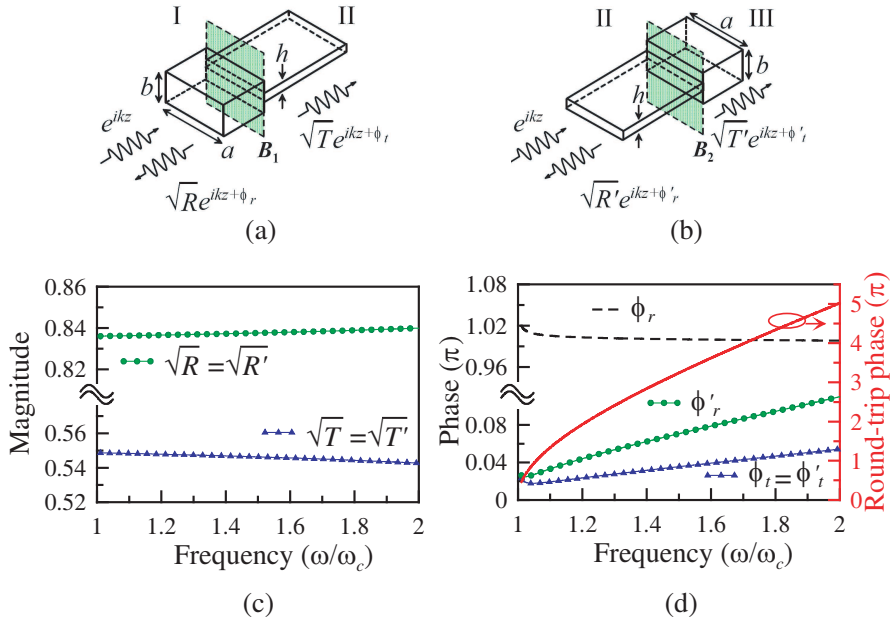 I II
b
h
a
B₁
e^{ikz}
√T e^{ikz+ϕ_t}
√R e^{ikz+ϕ_r}
(a)
II III
a
b
h
B₂
e^{ikz}
√T' e^{ikz+ϕ'_t}
√R' e^{ikz+ϕ'_r}
(b)
Magnitude
0.86
0.84
0.82
0.56
0.54
0.52
√R =√R'
√T =√T'
1 1.2 1.4 1.6 1.8 2
Frequency (ω/ω_c)
(c)
Phase (π)
1.08
1.02
0.96
0.08
0.04
0
ϕ_r
ϕ'_r
ϕ_t=ϕ'_t
5
4
3
2
1
0
Round-trip phase (π)
1.0 1.2 1.4 1.6 1.8 2
Frequency (ω/ω_c)
(d)